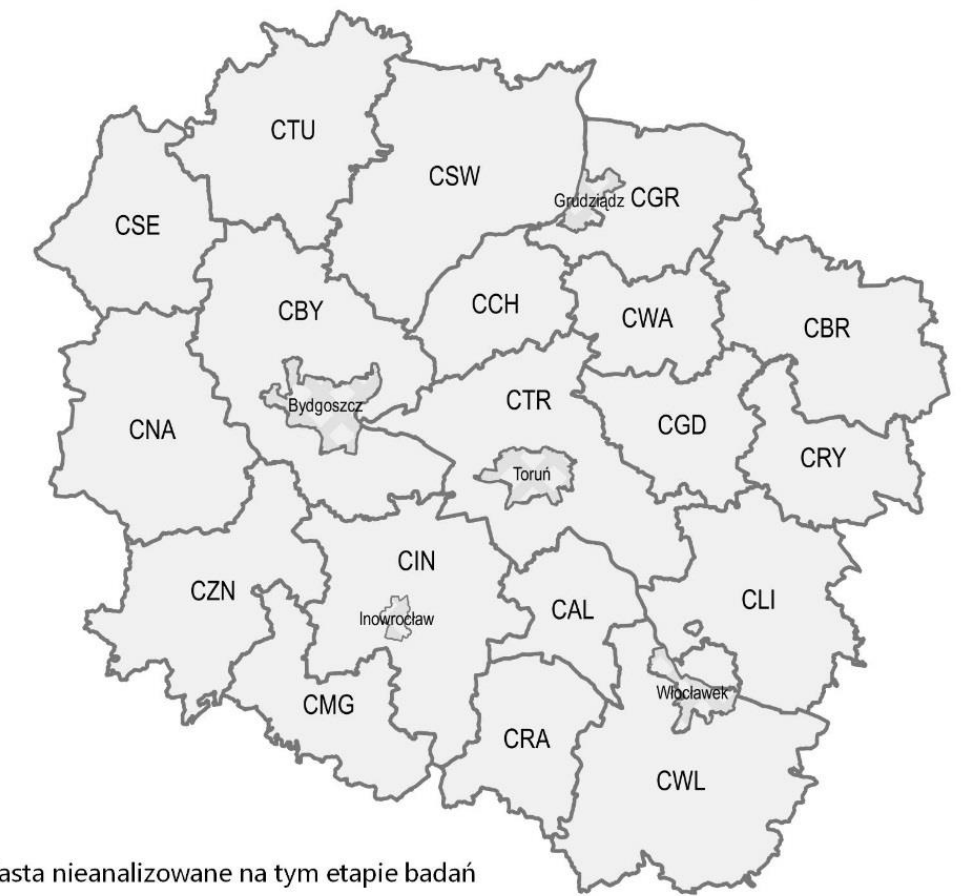 CTU
CSW
CSE
Grudziądz
CGR
CBY
CCH
CWA
CBR
CTR
Bydgoszcz
CNA
CGD
CRY
Toruń
CIN
CZN
CAL
CLI
Inowrocław
CMG
Włocławek
CRA
CWL
nieanalizowane na tym etapie badań